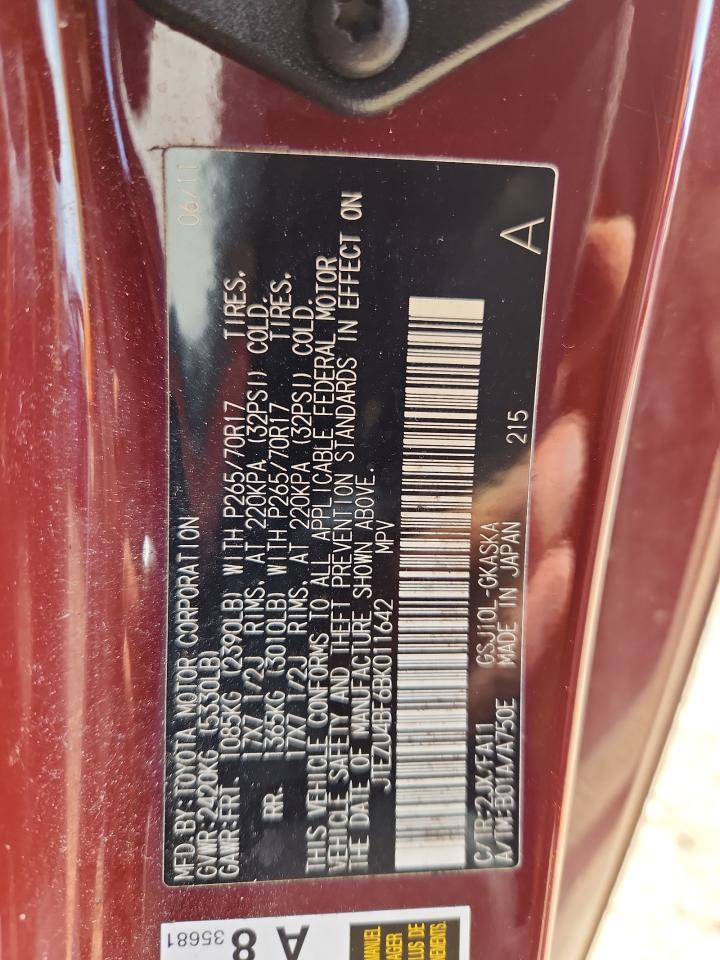 MFD. BY: TOYOTA MOTOR CORPORATION 06/11
GVWR: 2420KG (5330LB)
GAWR: FRT. 1085KG (2390LB) WITH P265/70R17 TIRES,
17X7 1/2J RIMS, AT 220KPA (32PSI) COLD.
RR. 1365KG (3010LB) WITH P265/70R17 TIRES,
17X7 1/2J RIMS, AT 220KPA (32PSI) COLD.
THIS VEHICLE CONFORMS TO ALL APPLICABLE FEDERAL MOTOR
VEHICLE SAFETY AND THEFT PREVENTION STANDARDS IN EFFECT ON
THE DATE OF MANUFACTURE SHOWN ABOVE.
JTEZU4BF6BK011642 MPV
215
C/TR: 2JX/FA11 GSJ10L-GKASKA
A/TM: B01A/A750E MADE IN JAPAN A
35681
A 8
MANUEL
LUS DE